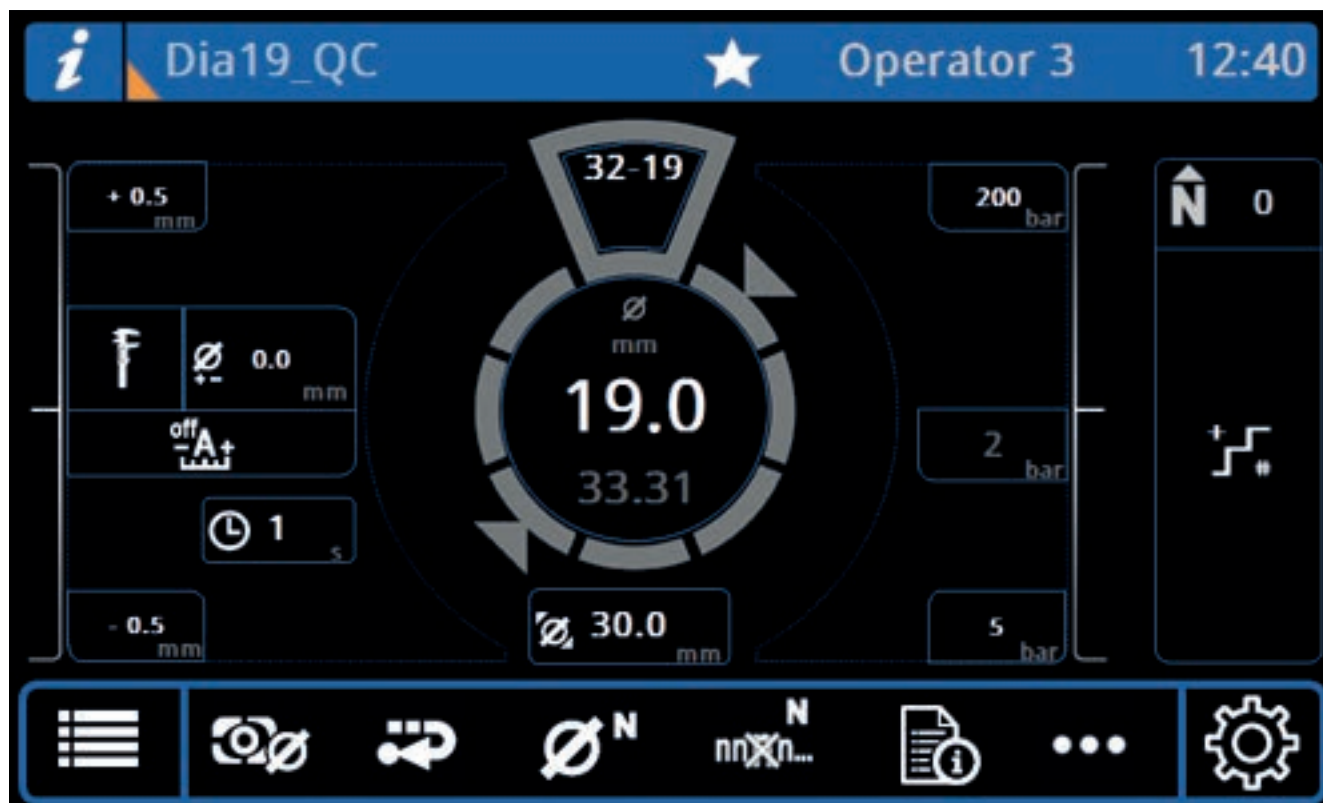 i Dia19_QC Operator 3 12:40
32-19
+ 0.5 mm
200 bar
N 0
Ø
mm
Ø +- 0.0 mm
19.0
2 bar
off
-A+
+ #
33.31
1 s
- 0.5 mm
Ø 30.0 mm
5 bar
Ø Ø N N nnXn... i